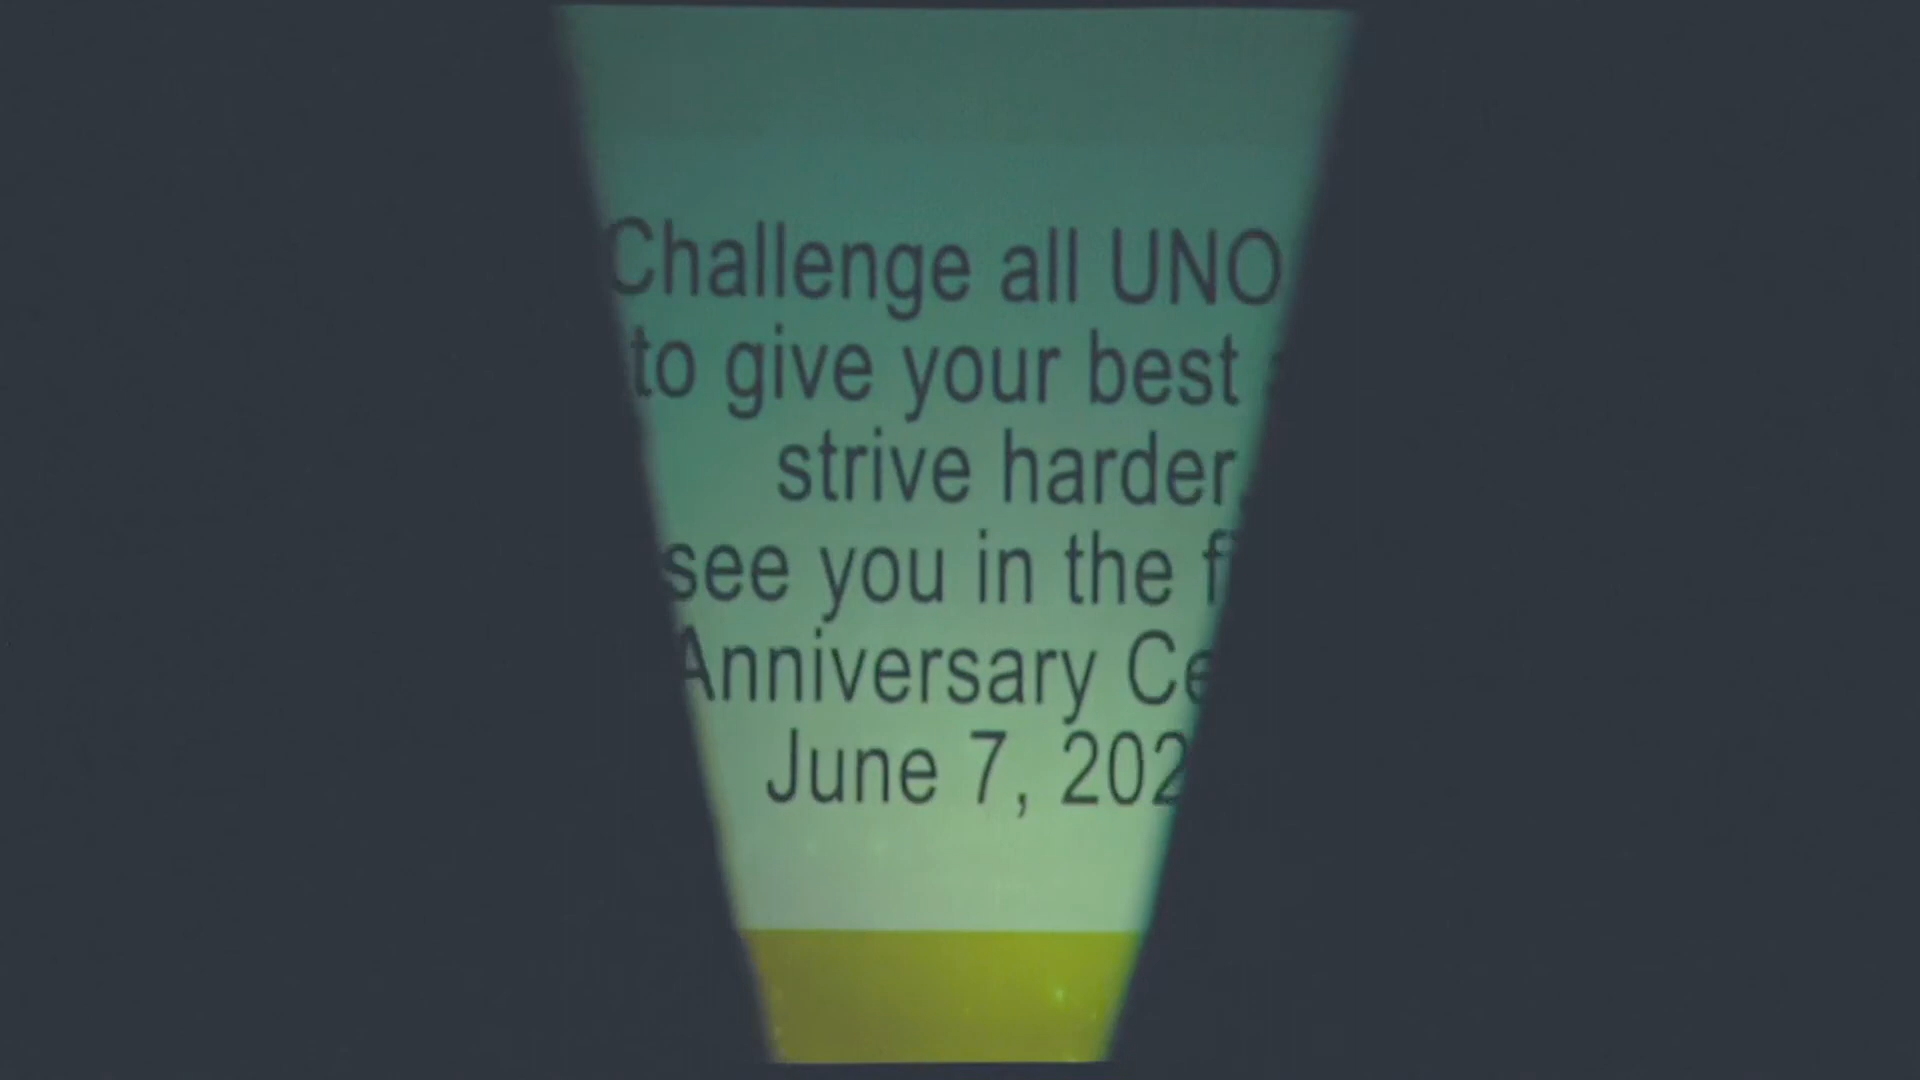 Challenge all UNO
to give your best
strive harder
see you in the
Anniversary
June 7,